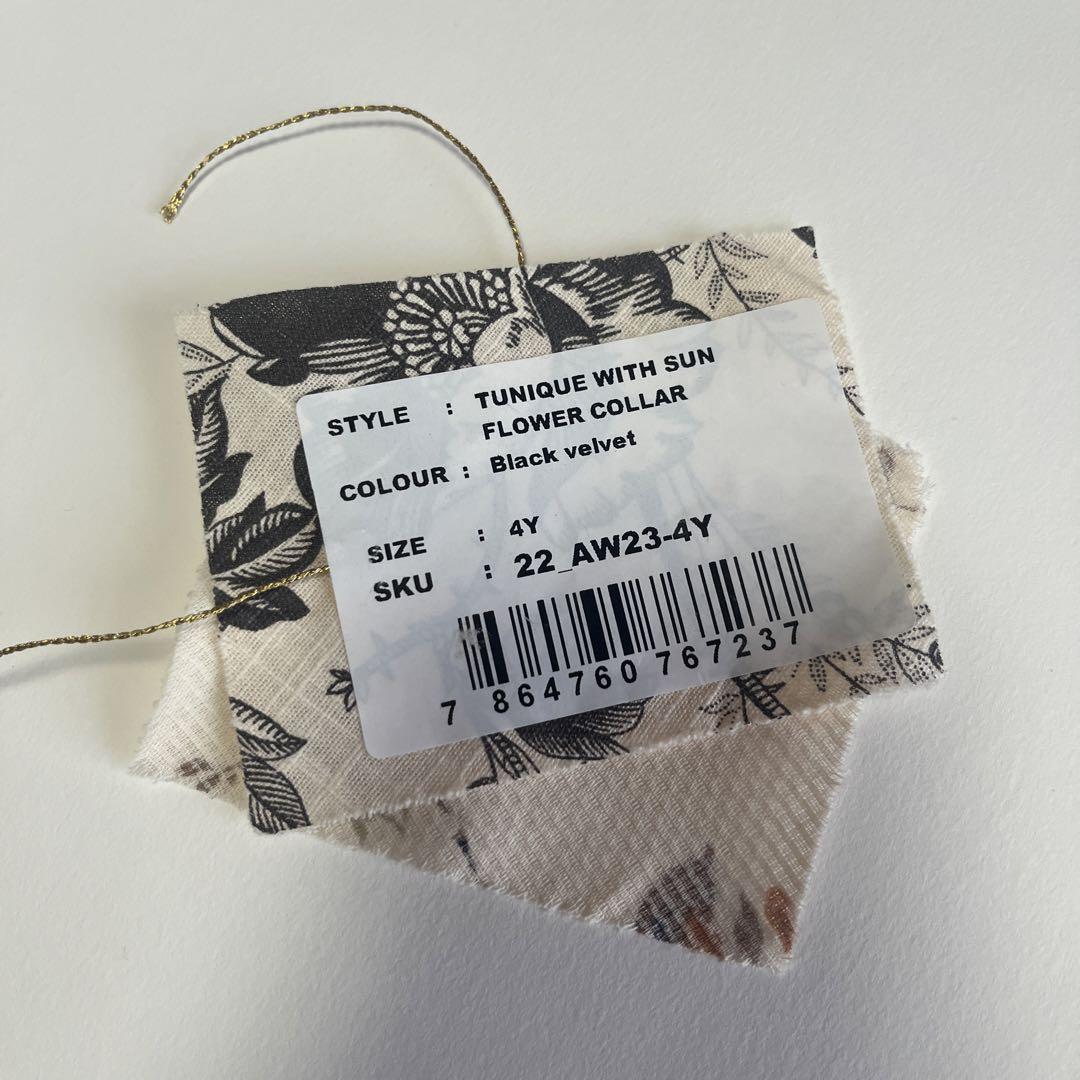 STYLE : TUNIQUE WITH SUN
FLOWER COLLAR
COLOUR : Black velvet
SIZE : 4Y
SKU : 22_AW23-4Y
7 864760 767237